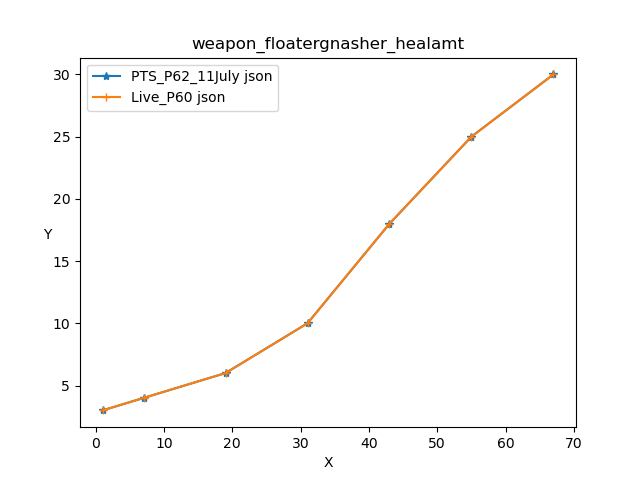 weapon_floatergnasher_healamt
PTS_P62_11July json
Live_P60 json
30
25
20
15
10
5
Y
0 10 20 30 40 50 60 70
X